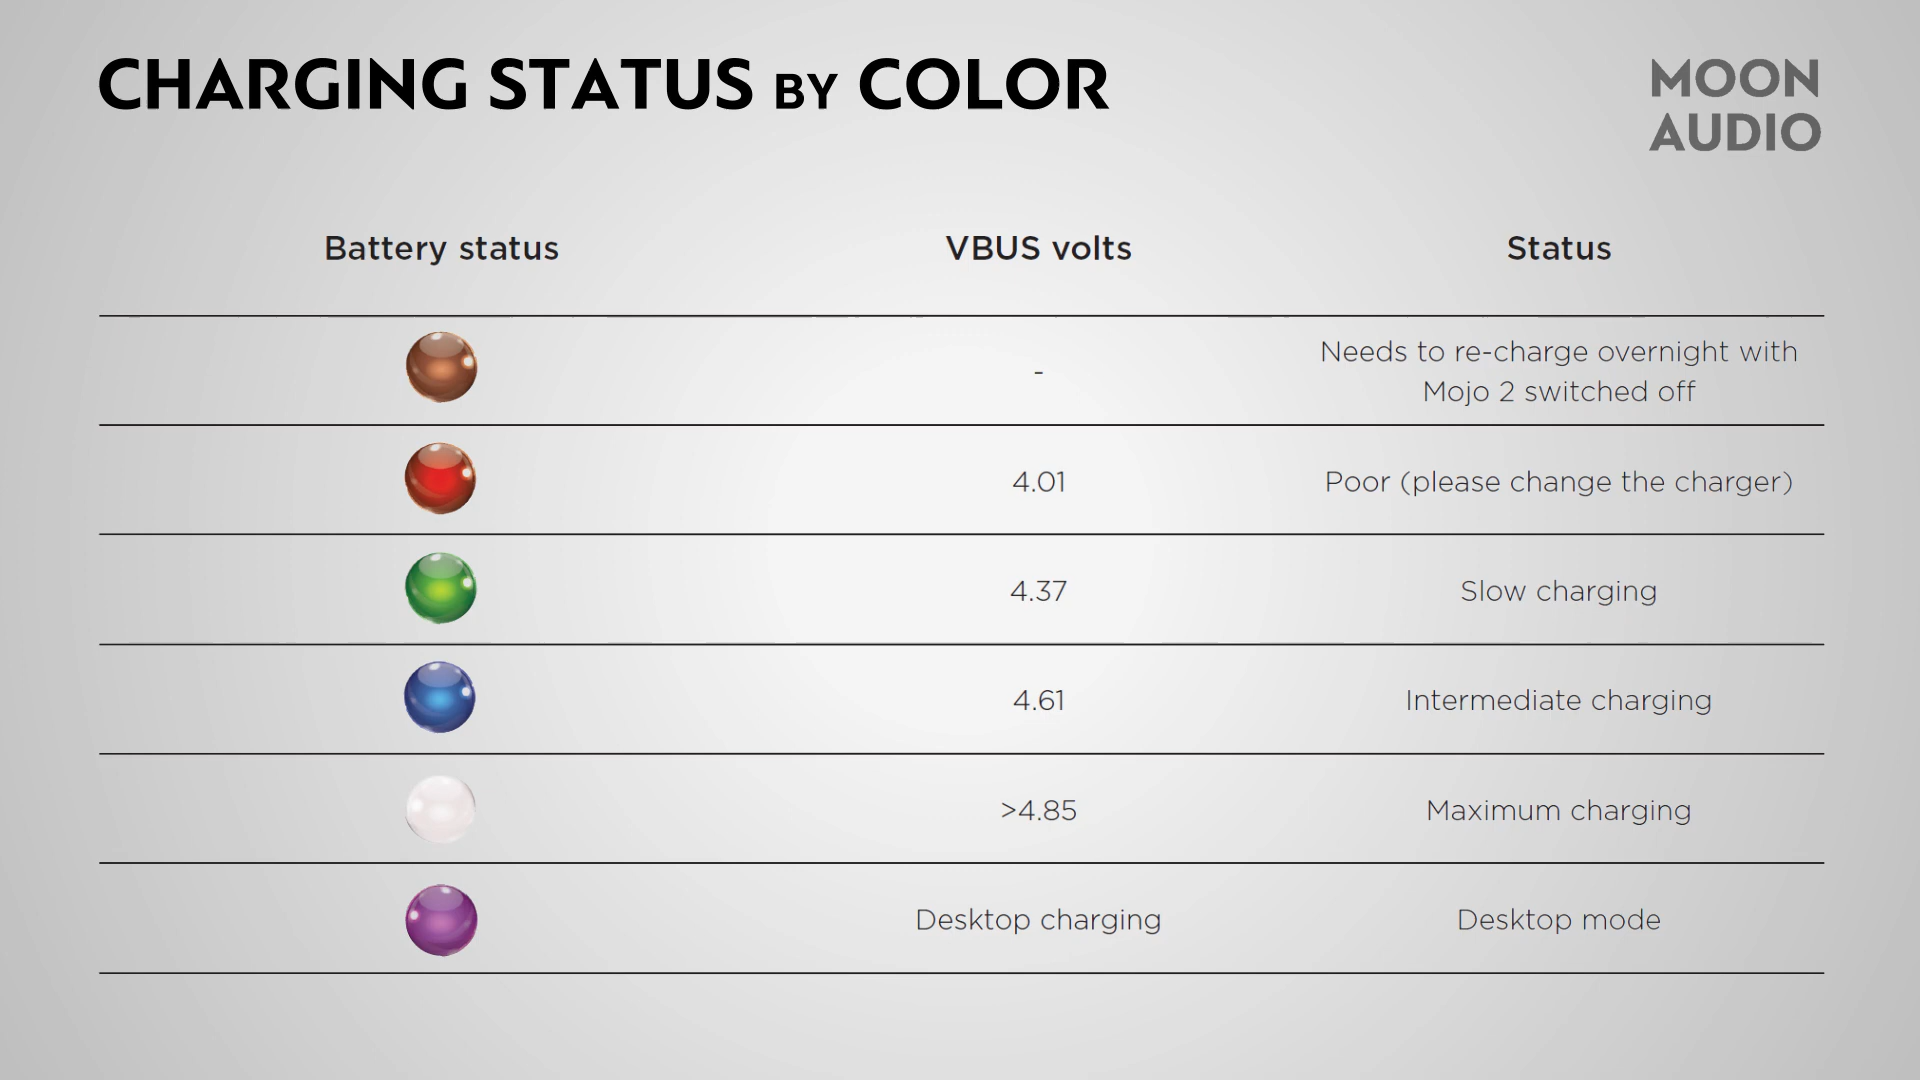 CHARGING STATUS BY COLOR
MOON
AUDIO
Battery status VBUS volts Status
- Needs to re-charge overnight with
Mojo 2 switched off
4.01 Poor (please change the charger)
4.37 Slow charging
4.61 Intermediate charging
>4.85 Maximum charging
Desktop charging Desktop mode